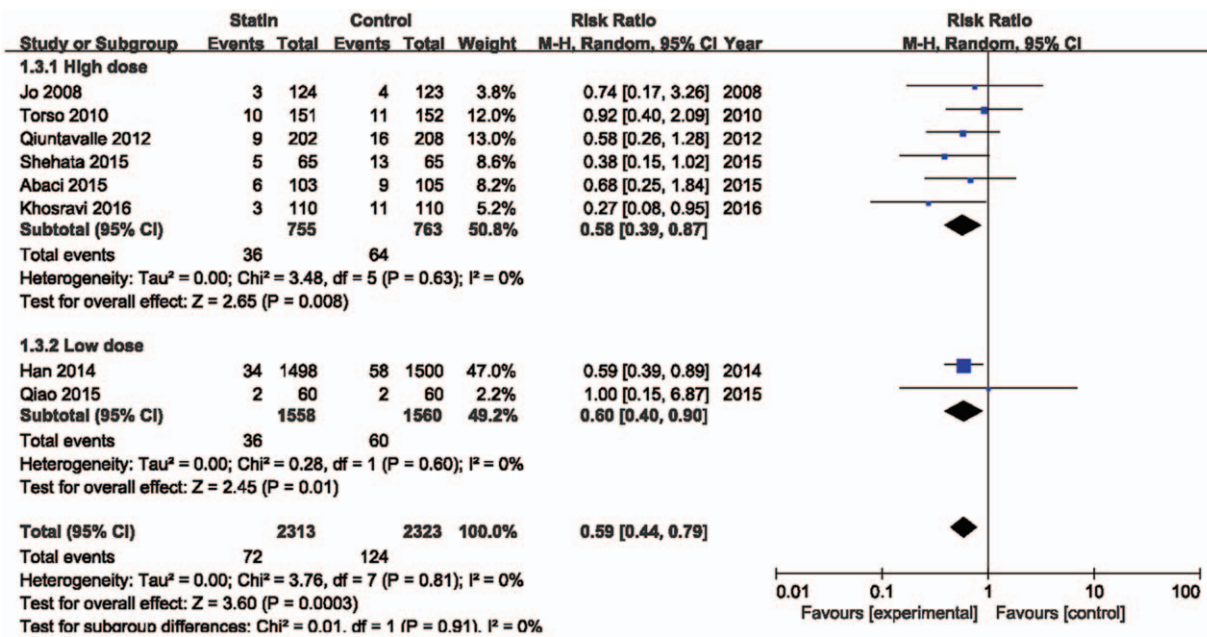 Statin Control Risk Ratio Risk Ratio
Study or Subgroup Events Total Events Total Weight M-H, Random, 95% CI Year M-H, Random, 95% CI
1.3.1 High dose
Jo 2008 3 124 4 123 3.8% 0.74 [0.17, 3.26] 2008
Torso 2010 10 151 11 152 12.0% 0.92 [0.40, 2.09] 2010
Qiuntavalle 2012 9 202 16 208 13.0% 0.58 [0.26, 1.28] 2012
Shehata 2015 5 65 13 65 8.6% 0.38 [0.15, 1.02] 2015
Abaci 2015 6 103 9 105 8.2% 0.68 [0.25, 1.84] 2015
Khosravi 2016 3 110 11 110 5.2% 0.27 [0.08, 0.95] 2016
Subtotal (95% CI) 755 763 50.8% 0.58 [0.39, 0.87]
Total events 36 64
Heterogeneity: Tau² = 0.00; Chi² = 3.48, df = 5 (P = 0.63); I² = 0%
Test for overall effect: Z = 2.65 (P = 0.008)
1.3.2 Low dose
Han 2014 34 1498 58 1500 47.0% 0.59 [0.39, 0.89] 2014
Qiao 2015 2 60 2 60 2.2% 1.00 [0.15, 6.87] 2015
Subtotal (95% CI) 1558 1560 49.2% 0.60 [0.40, 0.90]
Total events 36 60
Heterogeneity: Tau² = 0.00; Chi² = 0.28, df = 1 (P = 0.60); I² = 0%
Test for overall effect: Z = 2.45 (P = 0.01)
Total (95% CI) 2313 2323 100.0% 0.59 [0.44, 0.79]
Total events 72 124
Heterogeneity: Tau² = 0.00; Chi² = 3.76, df = 7 (P = 0.81); I² = 0%
Test for overall effect: Z = 3.60 (P = 0.0003)
Test for subgroup differences: Chi² = 0.01, df = 1 (P = 0.91), I² = 0%
0.01 0.1 1 10 100
Favours [experimental] Favours [control]